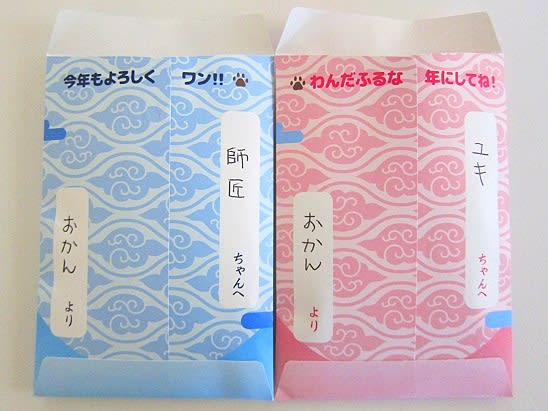 今年もよろしく ワン!!
師匠 ちゃんへ
おかん より
わんだふるな 年にしてね!
ユキ ちゃんへ
おかん より